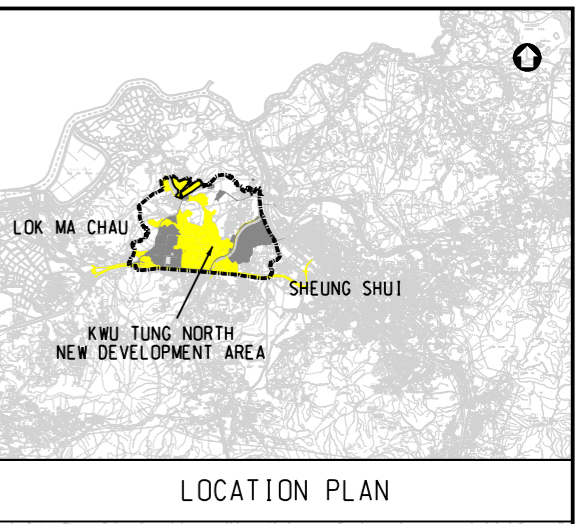 LOK MA CHAU
SHEUNG SHUI
KWU TUNG NORTH
NEW DEVELOPMENT AREA
LOCATION PLAN